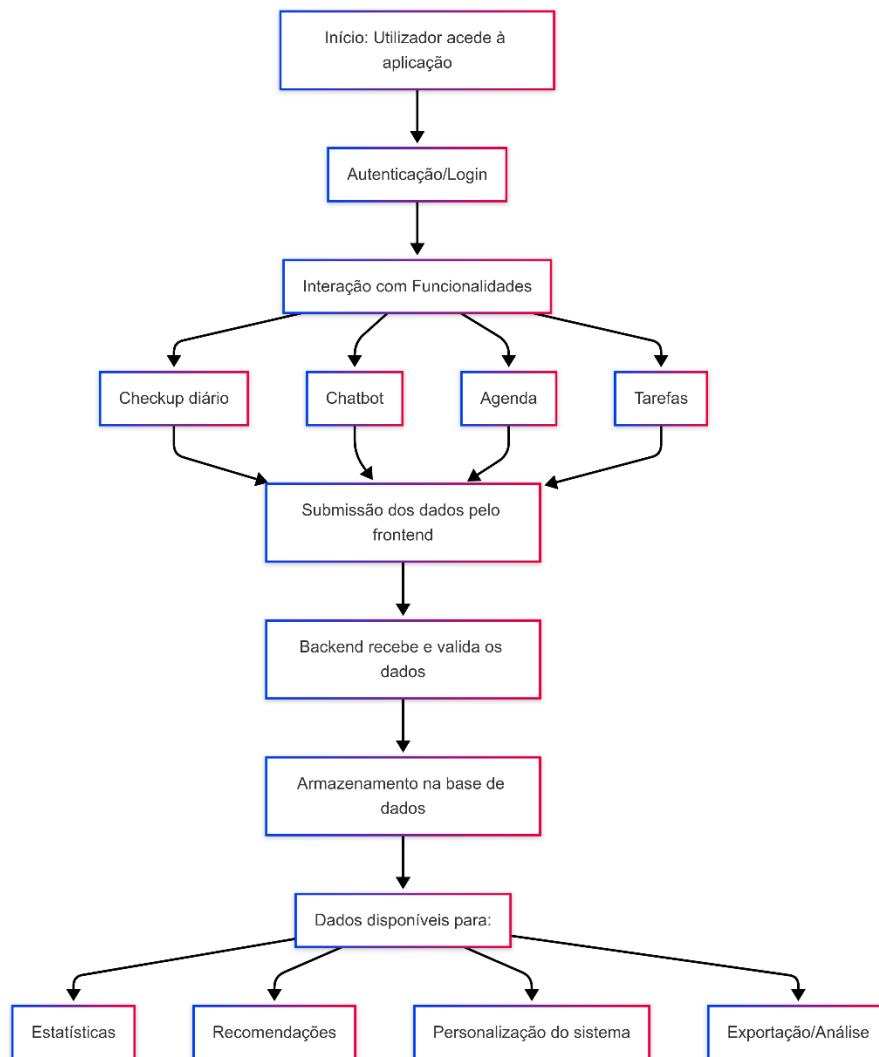 Início: Utilizador acede à
aplicação
Autenticação/Login
Interação com Funcionalidades
Checkup diário
Chatbot
Agenda
Tarefas
Submissão dos dados pelo
frontend
Backend recebe e valida os
dados
Armazenamento na base de
dados
Dados disponíveis para:
Estatísticas
Recomendações
Personalização do sistema
Exportação/Análise